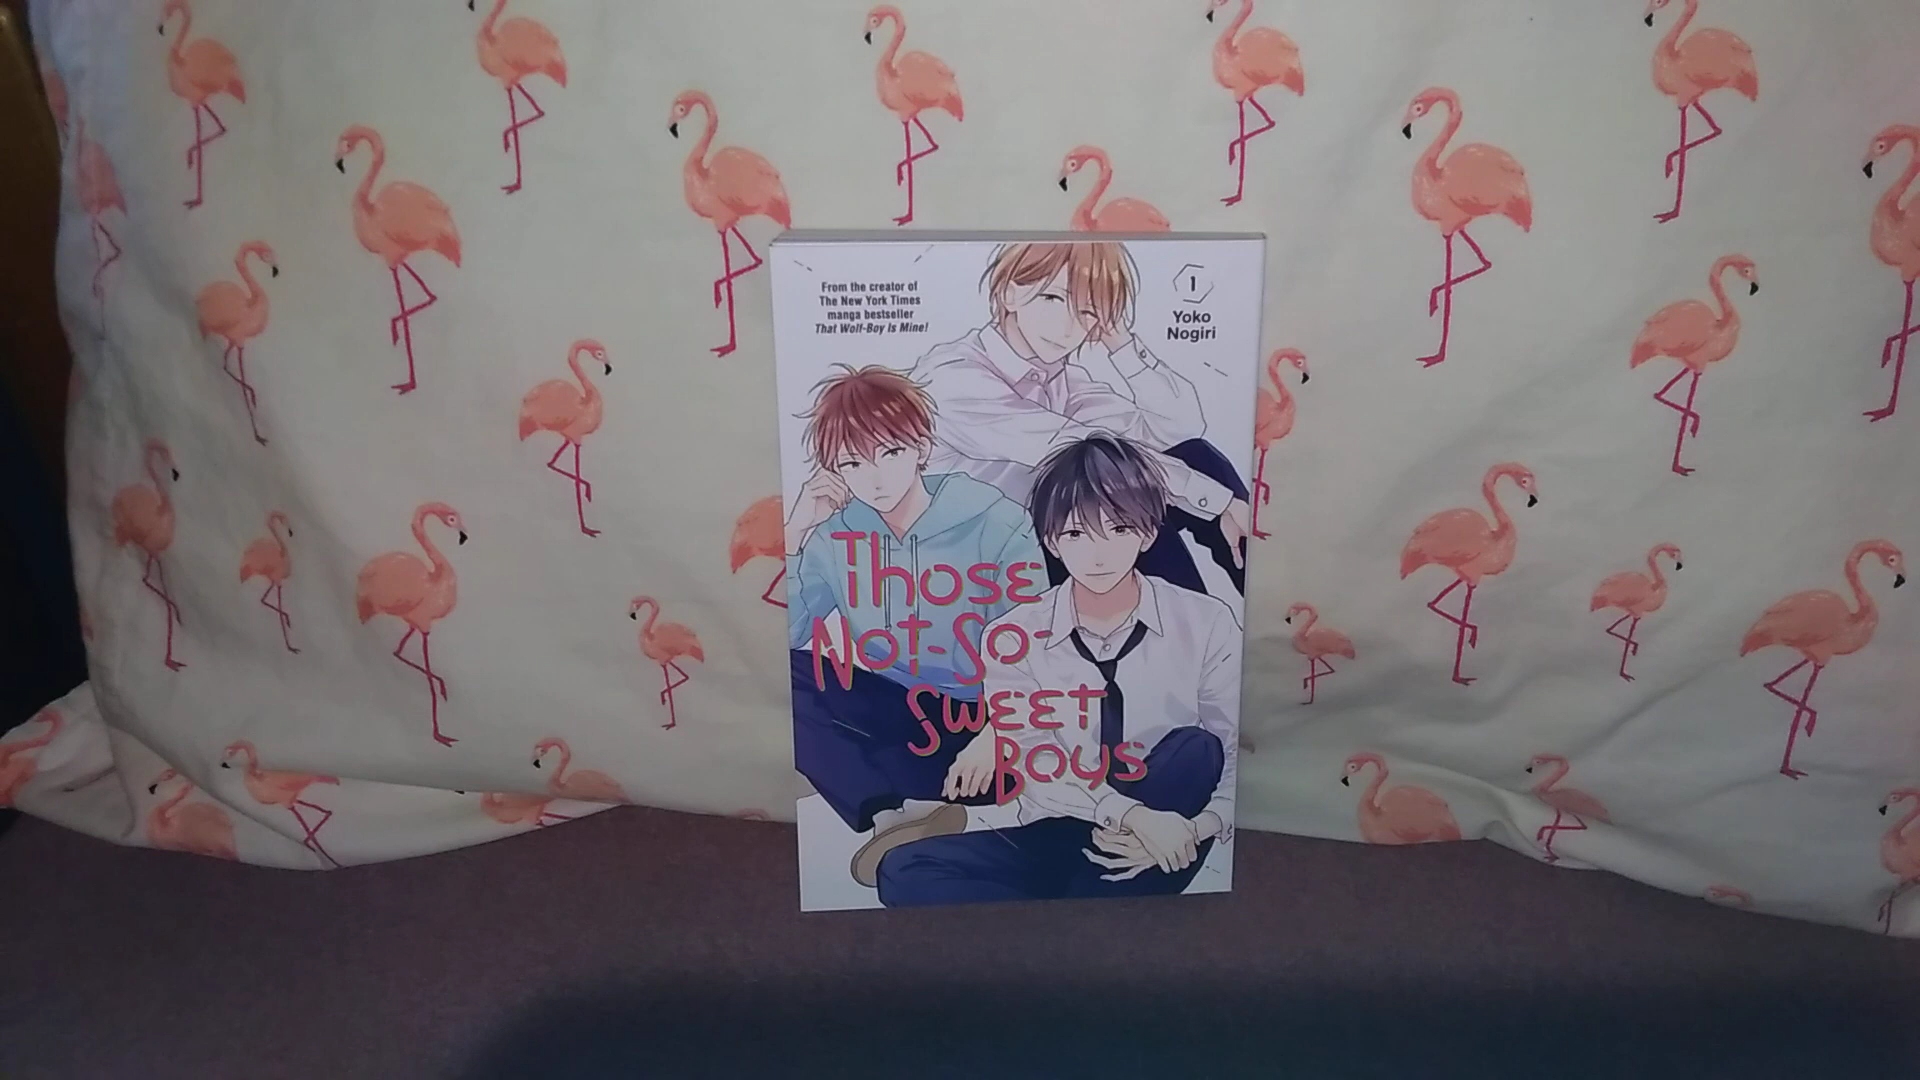 From the creator of
The New York Times
manga bestseller
That Wolf-Boy Is Mine!
1
Yoko
Nogiri
Those
Not-So-
Sweet
Boys